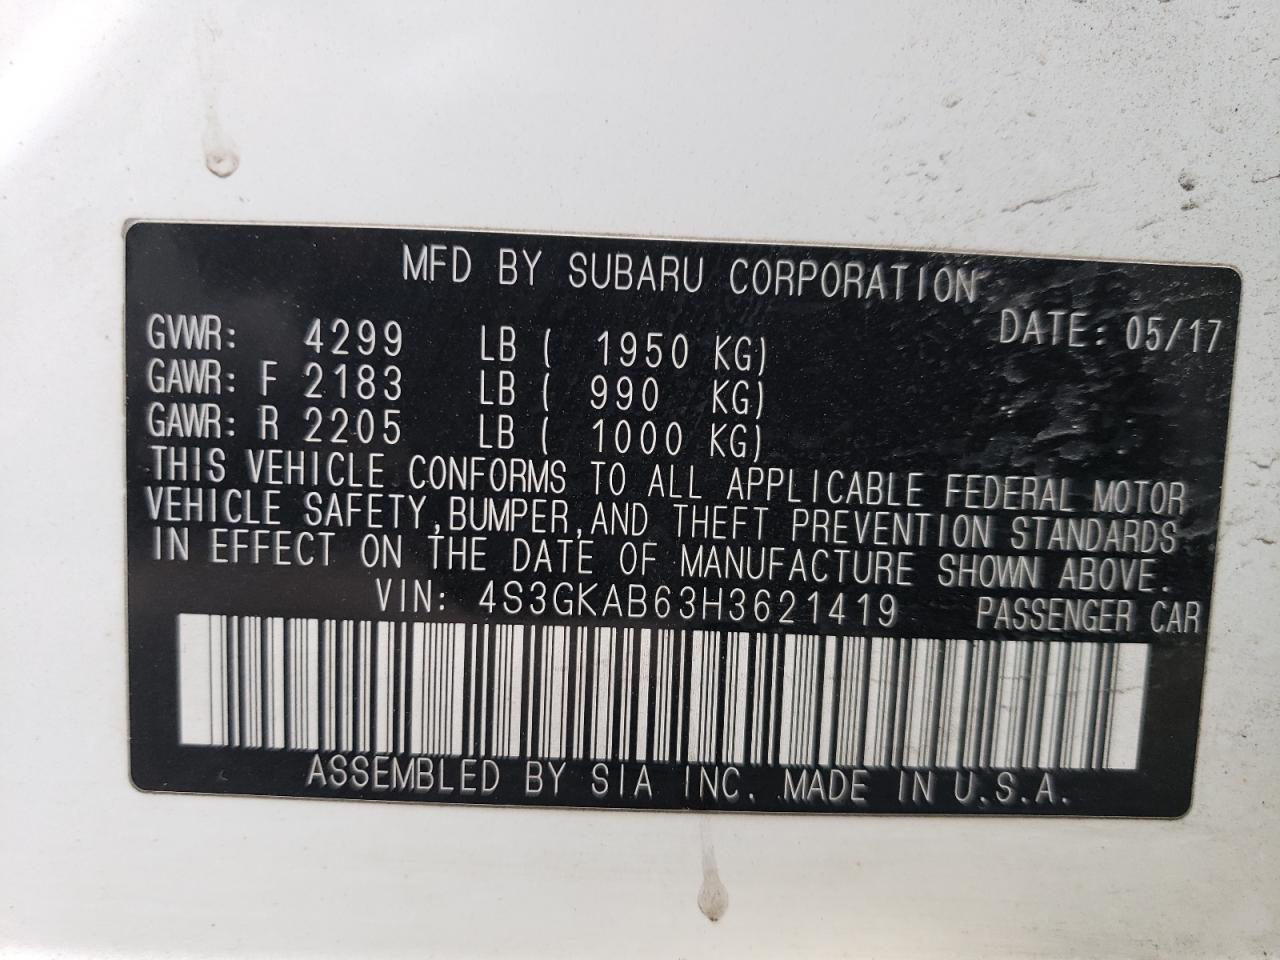 MFD BY SUBARU CORPORATION
DATE: 05/17
GVWR: 4299 LB ( 1950 KG)
GAWR: F 2183 LB ( 990 KG)
GAWR: R 2205 LB ( 1000 KG)
THIS VEHICLE CONFORMS TO ALL APPLICABLE FEDERAL MOTOR
VEHICLE SAFETY,BUMPER,AND THEFT PREVENTION STANDARDS
IN EFFECT ON THE DATE OF MANUFACTURE SHOWN ABOVE.
VIN: 4S3GKAB63H3621419 PASSENGER CAR
ASSEMBLED BY SIA INC. MADE IN U.S.A.